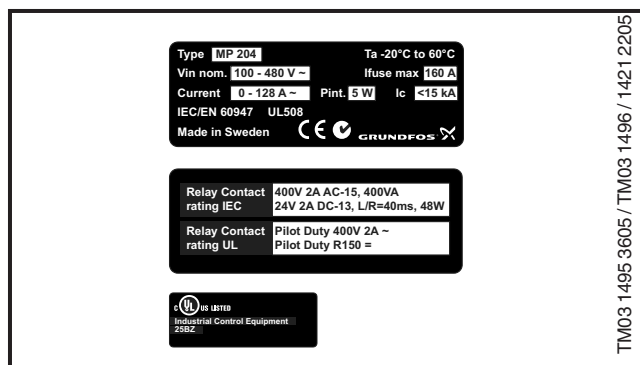 Type MP 204 Ta -20°C to 60°C
Vin nom. 100 - 480 V ~ Ifuse max 160 A
Current 0 - 128 A ~ Pint. 5 W Ic <15 kA
IEC/EN 60947 UL508
Made in Sweden CE GRUNDFOS
Relay Contact rating IEC
400V 2A AC-15, 400VA
24V 2A DC-13, L/R=40ms, 48W
Relay Contact rating UL
Pilot Duty 400V 2A ~
Pilot Duty R150 =
C UL US LISTED
Industrial Control Equipment
25BZ
TM03 1495 3605 / TM03 1496 / 1421 2205